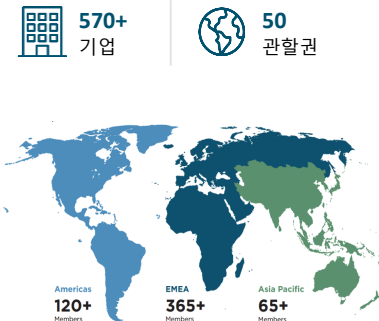 570+
기업
50
관할권
Americas
120+
Members
EMEA
365+
Members
Asia Pacific
65+
Members